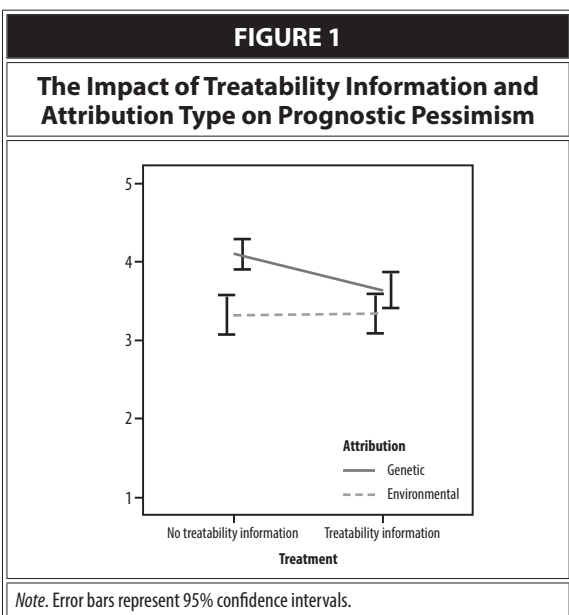 FIGURE 1
The Impact of Treatability Information and
Attribution Type on Prognostic Pessimism
5
4
3
2
1
Attribution
Genetic
Environmental
No treatability information
Treatability information
Treatment
Note. Error bars represent 95% confidence intervals.